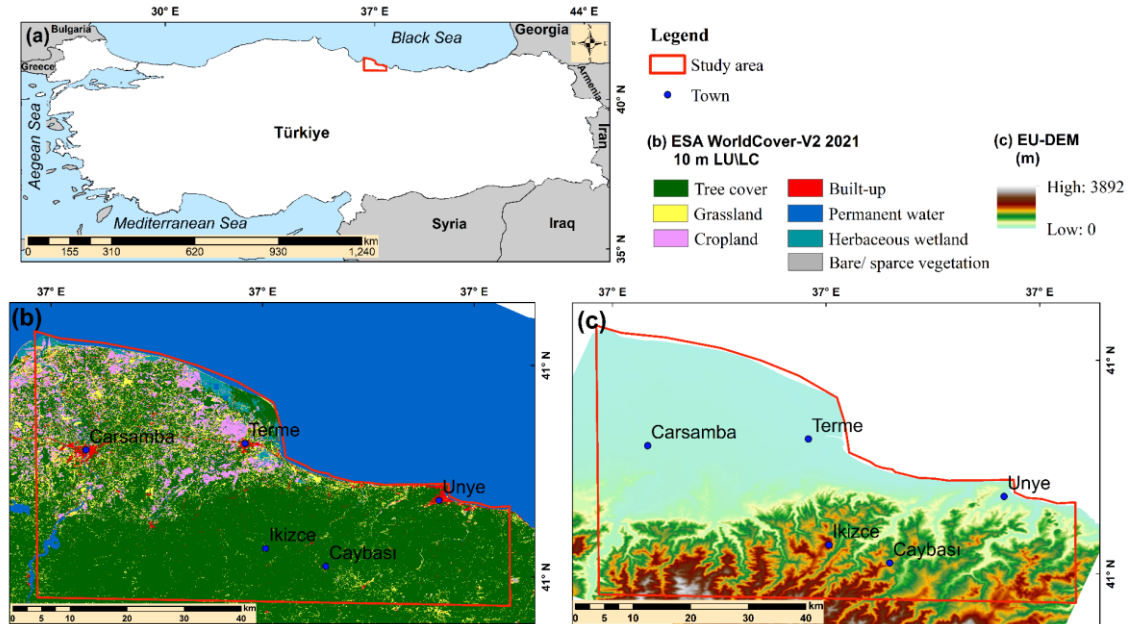 30° E 37° E 44° E
Bulgaria
(a)
Black Sea
Georgia
Greece
Armenia
40° N
Aegean Sea
Türkiye
Iran
Mediterranean Sea
Syria
Iraq
km
0 155 310 620 930 1,240
35° N
Legend
Study area
Town
(b) ESA WorldCover-V2 2021
10 m LU\LC
Tree cover
Built-up
Grassland
Permanent water
Cropland
Herbaceous wetland
Bare/ sparce vegetation
(c) EU-DEM
(m)
High: 3892
Low: 0
37° E 37° E 37° E
(b)
41° N
Carsamba
Terme
Unye
Ikizce
Caybası
41° N
km
0 5 10 20 30 40
37° E 37° E 37° E
(c)
41° N
Carsamba
Terme
Unye
Ikizce
Caybası
41° N
km
0 5 10 20 30 40